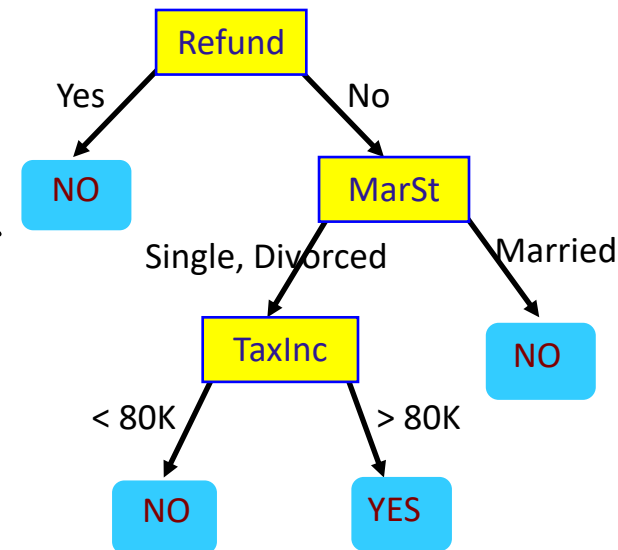 Refund
Yes
No
NO
MarSt
Single, Divorced
Married
TaxInc
NO
< 80K
> 80K
NO
YES